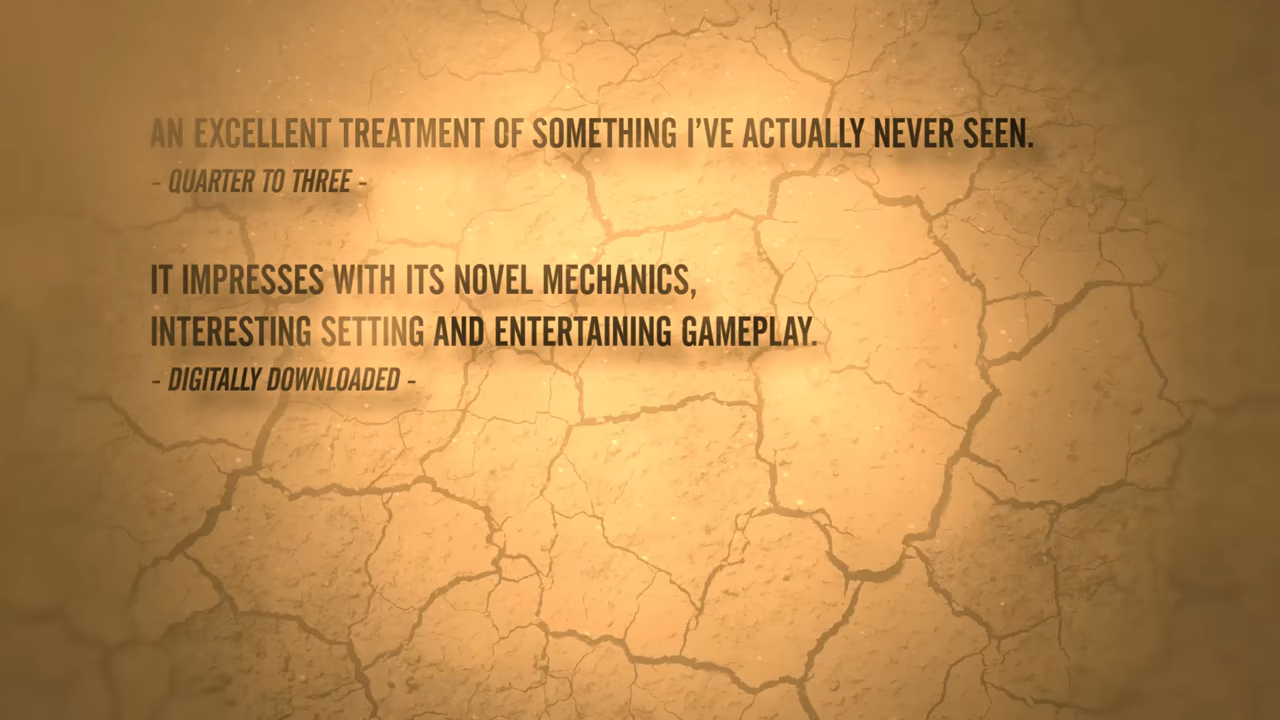 AN EXCELLENT TREATMENT OF SOMETHING I'VE ACTUALLY NEVER SEEN.
- QUARTER TO THREE -
IT IMPRESSES WITH ITS NOVEL MECHANICS,
INTERESTING SETTING AND ENTERTAINING GAMEPLAY.
- DIGITALLY DOWNLOADED -